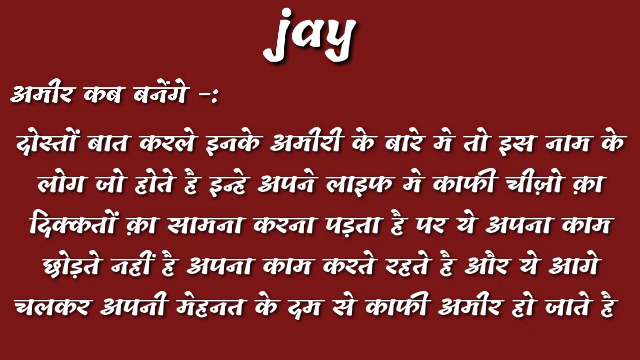 jay
अमीर कब बनेंगे -:
दोस्तों बात करले इनके अमीरी के बारे मे तो इस नाम के
लोग जो होते है इन्हे अपने लाइफ मे काफी चीज़ो क़ा
दिक्कतों क़ा सामना करना पड़ता है पर ये अपना काम
छोड़ते नहीं है अपना काम करते रहते है और ये आगे
चलकर अपनी मेहनत के दम से काफी अमीर हो जाते है